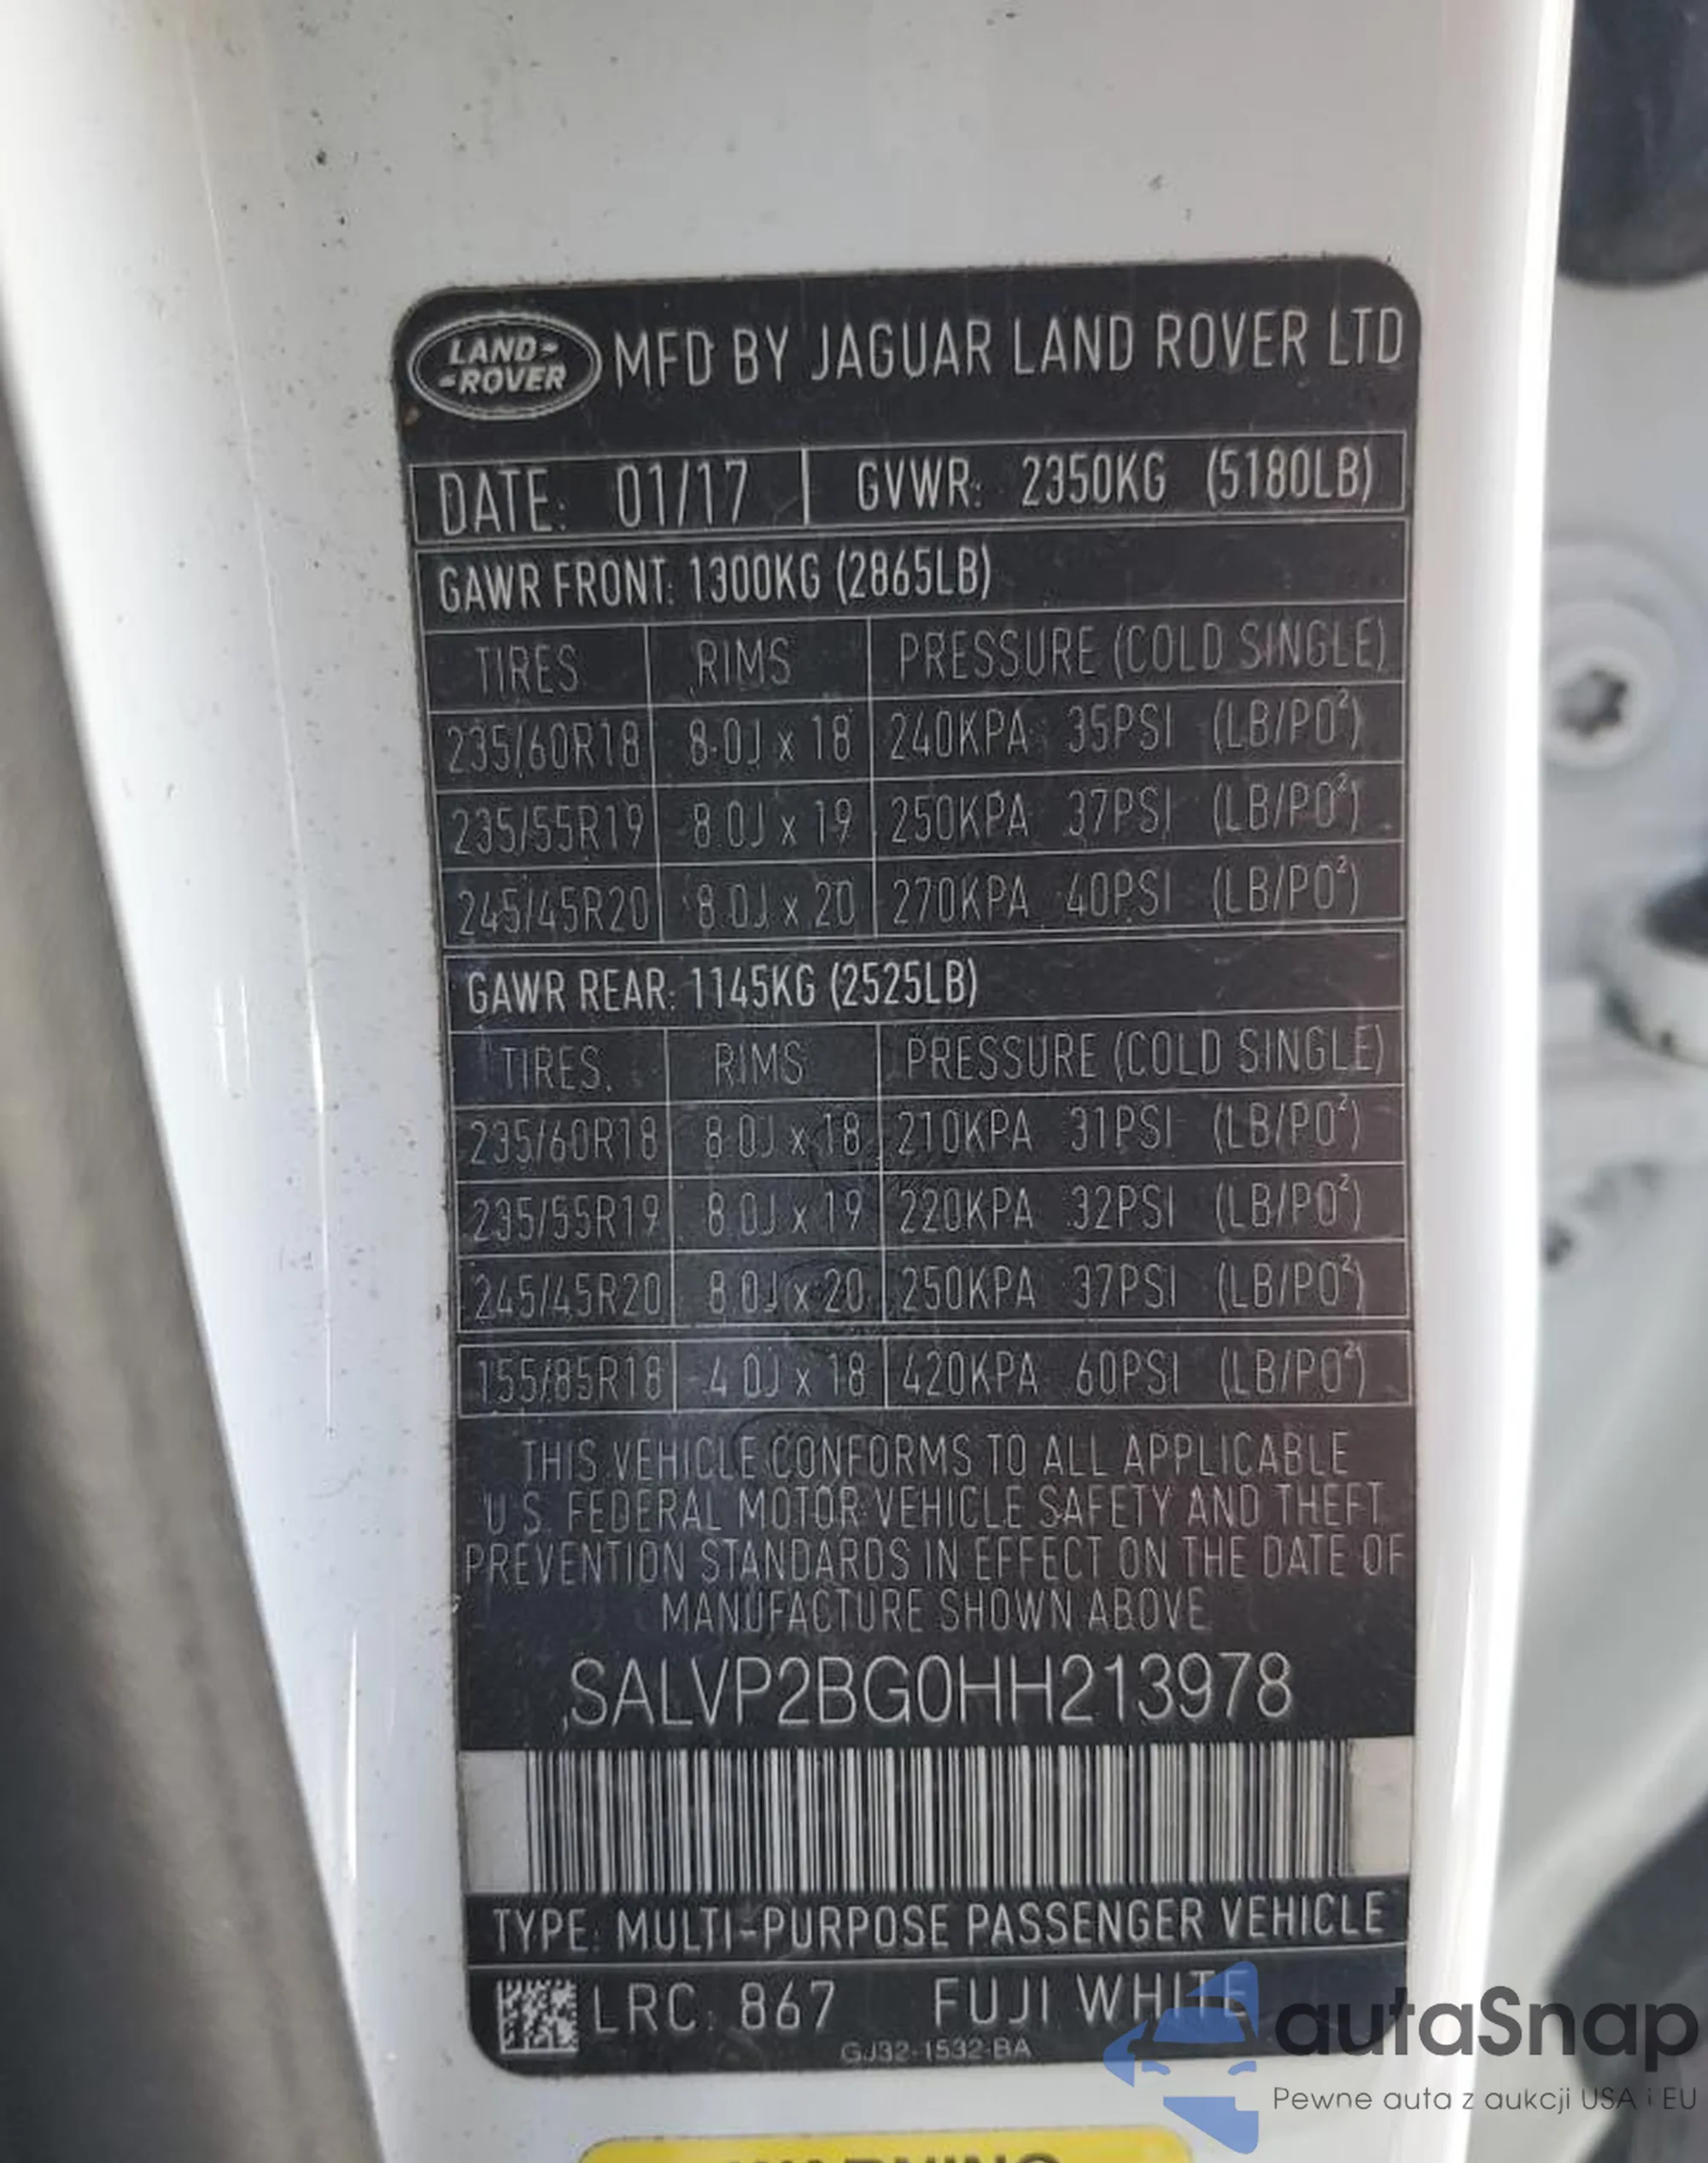 LAND-
-ROVER
MFD BY JAGUAR LAND ROVER LTD
DATE: 01/17 GVWR: 2350KG (5180LB)
GAWR FRONT: 1300KG (2865LB)
TIRES RIMS PRESSURE (COLD SINGLE)
235/60R18 8.0J x 18 240KPA 35PSI (LB/PO²)
235/55R19 8.0J x 19 250KPA 37PSI (LB/PO²)
245/45R20 8.0J x 20 270KPA 40PSI (LB/PO²)
GAWR REAR: 1145KG (2525LB)
TIRES RIMS PRESSURE (COLD SINGLE)
235/60R18 8.0J x 18 210KPA 31PSI (LB/PO²)
235/55R19 8.0J x 19 220KPA 32PSI (LB/PO²)
245/45R20 8.0J x 20 250KPA 37PSI (LB/PO²)
155/85R18 4.0J x 18 420KPA 60PSI (LB/PO²)
THIS VEHICLE CONFORMS TO ALL APPLICABLE
U.S. FEDERAL MOTOR VEHICLE SAFETY AND THEFT
PREVENTION STANDARDS IN EFFECT ON THE DATE OF
MANUFACTURE SHOWN ABOVE
SALVP2BG0HH213978
TYPE: MULTI-PURPOSE PASSENGER VEHICLE
LRC: 867 FUJI WHITE
GJ32-1532-BA
autaSnap
Pewne auta z aukcji USA i EU
WARNING